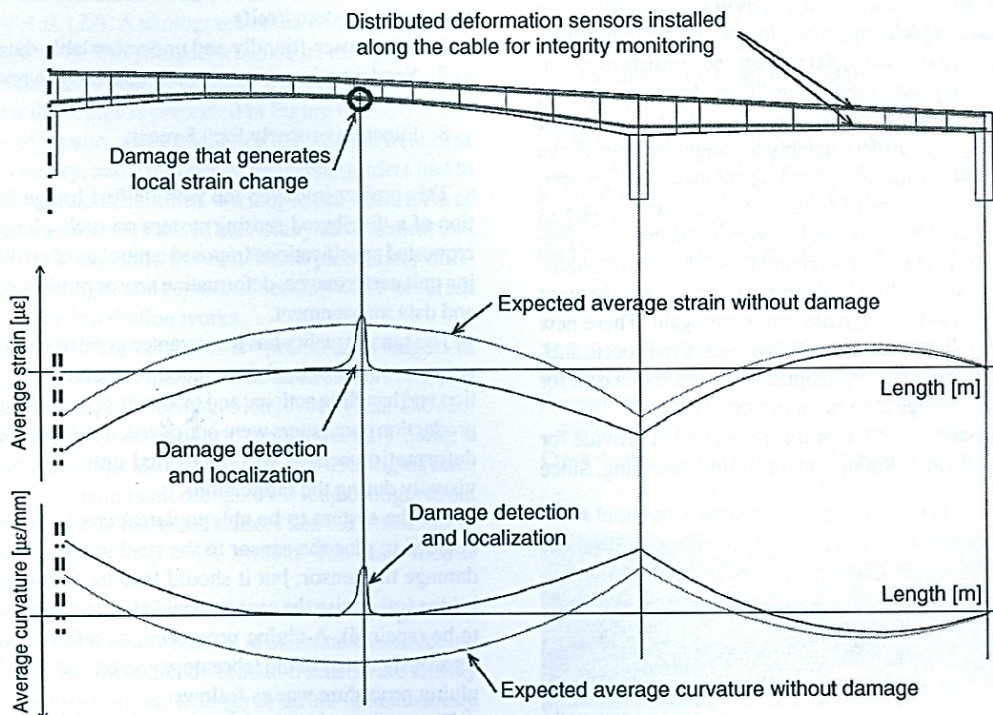 Distributed deformation sensors installed
along the cable for integrity monitoring
Damage that generates
local strain change
Average strain [με]
Expected average strain without damage
Length [m]
Damage detection
and localization
Average curvature [με/mm]
Damage detection
and localization
Length [m]
Expected average curvature without damage